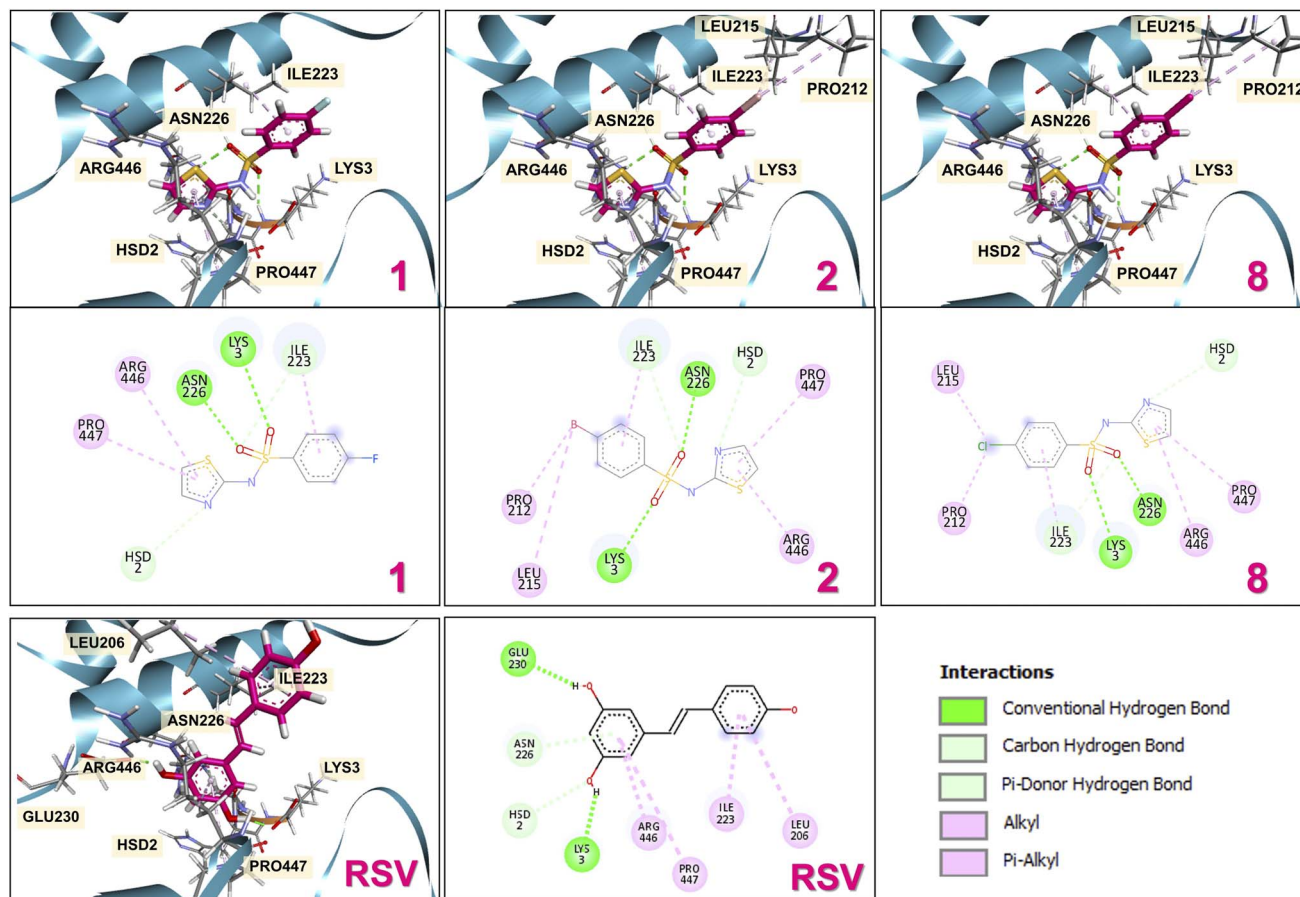 LEU215
LEU215
ILE223
ILE223
ILE223
PRO212
PRO212
ASN226
ASN226
ASN226
ARG446
LYS3
ARG446
LYS3
ARG446
LYS3
HSD2
HSD2
HSD2
PRO447
PRO447
PRO447
1
2
8
LYS
3
ILE
223
ARG
446
ASN
226
PRO
447
S
O
O
S
F
N
N
HSD
2
1
ILE
223
HSD
2
ASN
226
PRO
447
B
O
N
S
O
N
S
PRO
212
LEU
215
LYS
3
ARG
446
2
HSD
2
LEU
215
N
N
S
S
Cl
O
O
PRO
212
ILE
223
LYS
3
ASN
226
ARG
446
PRO
447
8
LEU206
ILE223
ASN226
ARG446
LYS3
GLU230
HSD2
PRO447
RSV
GLU
230
H
O
O
ASN
226
O
H
HSD
2
LYS
3
ARG
446
PRO
447
ILE
223
LEU
206
RSV
Interactions
Conventional Hydrogen Bond
Carbon Hydrogen Bond
Pi-Donor Hydrogen Bond
Alkyl
Pi-Alkyl